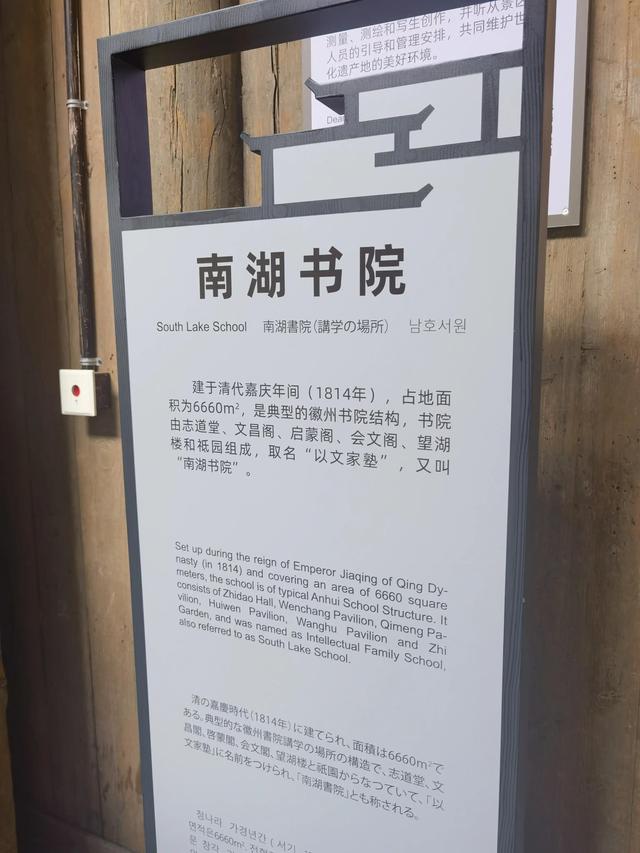 测量、测绘和写生创作，并听从景区
人员的引导和管理安排，共同维护世
化遗产地的美好环境。
Dea
南湖书院
South Lake School 南湖書院（講学の場所） 남호서원
建于清代嘉庆年间（1814年），占地面
积为6660m²，是典型的徽州书院结构，书院
由志道堂、文昌阁、启蒙阁、会文阁、望湖
楼和祗园组成，取名“以文家塾”，又叫
“南湖书院”。
Set up during the reign of Emperor Jiaqing of Qing Dy-
nasty (in 1814) and covering an area of 6660 square
meters, the school is of typical Anhui School Structure. It
consists of Zhidao Hall, Wenchang Pavilion, Qimeng Pa-
vilion, Huiwen Pavilion, Wanghu Pavilion and Zhi
Garden, and was named as Intellectual Family School,
also referred to as South Lake School.
清の嘉慶時代（1814年）に建てられ、面積は6660m²で
ある。典型的な徽州書院講学の場所の構造で、志道堂、文
昌閣、啓蒙閣、会文閣、望湖楼と祇園からなつていて、「以
文家塾」に名前をつけられ、「南湖書院」とも称される。
청나라 가경년간 ( 서기
면적은6660m².